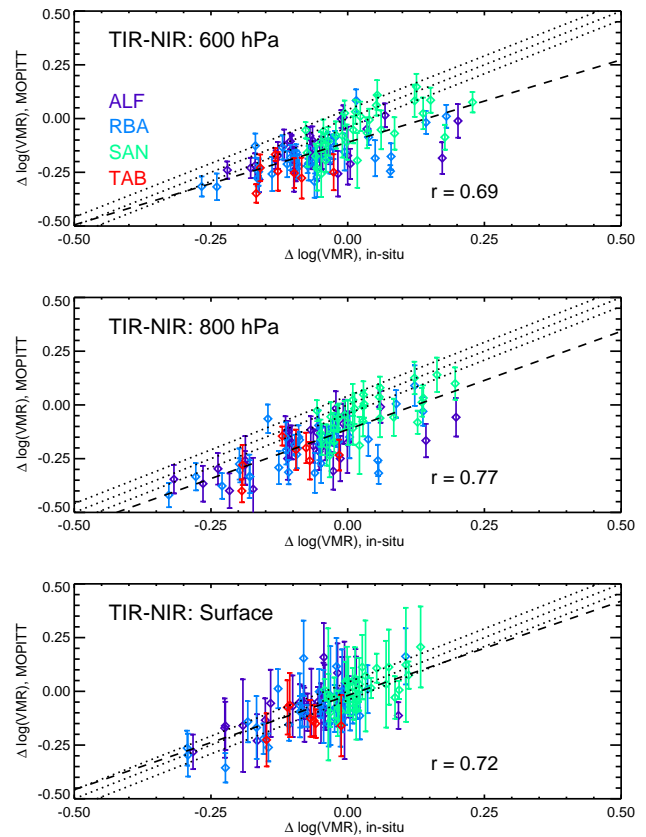 TIR-NIR: 600 hPa
ALF
RBA
SAN
TAB
r = 0.69
0.50
0.25
0.00
-0.25
-0.50
-0.50 -0.25 0.00 0.25 0.50
Δ log(VMR), in-situ
Δ log(VMR), MOPITT
TIR-NIR: 800 hPa
r = 0.77
0.50
0.25
0.00
-0.25
-0.50
-0.50 -0.25 0.00 0.25 0.50
Δ log(VMR), in-situ
Δ log(VMR), MOPITT
TIR-NIR: Surface
r = 0.72
0.50
0.25
0.00
-0.25
-0.50
-0.50 -0.25 0.00 0.25 0.50
Δ log(VMR), in-situ
Δ log(VMR), MOPITT